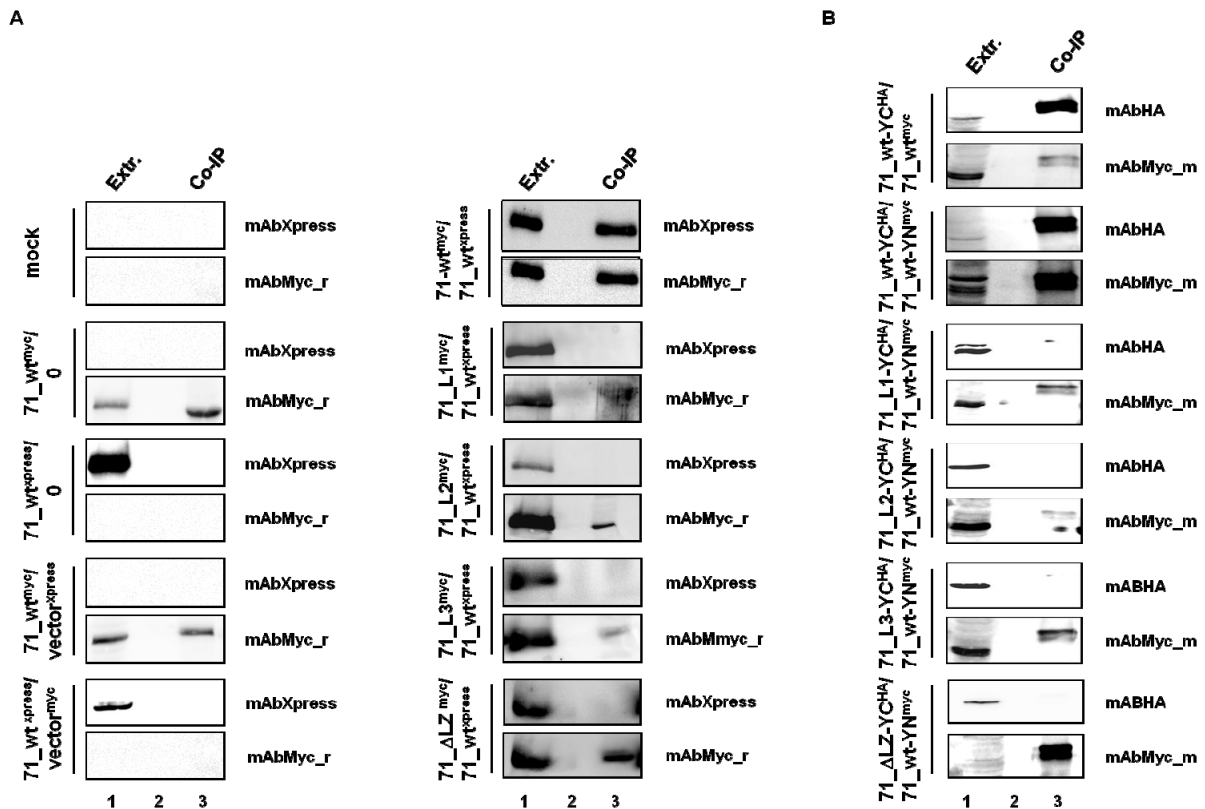 A
Extr.
Co-IP
mock
mAbXpress
mAbMyc_r
71_wtmyc/
0
mAbXpress
mAbMyc_r
71_wtxpress/
0
mAbXpress
mAbMyc_r
71_wtmyc/
vectorxpress
mAbXpress
mAbMyc_r
71_wt xpress/
vectormyc
mAbXpress
mAbMyc_r
1 2 3
Extr.
Co-IP
71-wtmyc/
71_wtxpress
mAbXpress
mAbMyc_r
71_L1myc/
71_wtxpress
mAbXpress
mAbMyc_r
71_L2myc/
71_wtxpress
mAbXpress
mAbMyc_r
71_L3myc/
71_wtxpress
mAbXpress
mAbMmyc_r
71_ΔLZ myc/
71_wtxpress
mAbXpress
mAbMyc_r
1 2 3
B
Extr.
Co-IP
71_wt-YCHA/
71_wtmyc
mAbHA
mAbMyc_m
71_wt-YCHA/
71_wt-YNmyc
mAbHA
mAbMyc_m
71_L1-YCHA/
71_wt-YNmyc
mAbHA
mAbMyc_m
71_L2-YCHA/
71_wt-YNmyc
mAbHA
mAbMyc_m
71_L3-YCHA/
71_wt-YNmyc
mABHA
mAbMyc_m
71_ΔLZ-YCHA/
71_wt-YNmyc
mABHA
mAbMyc_m
1 2 3